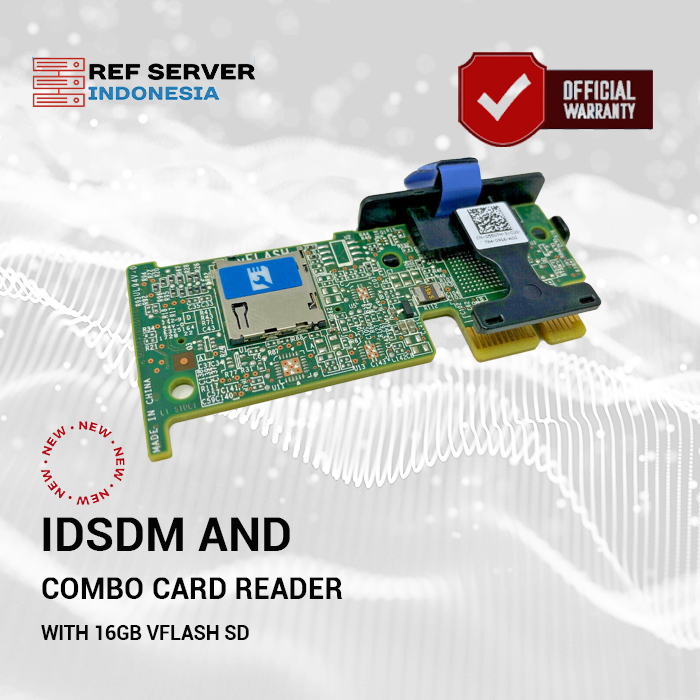 REF SERVER
INDONESIA
OFFICIAL
WARRANTY
vFLASH
MADE IN CHINA
NEW • NEW • NEW • NEW • NEW •
IDSDM AND
COMBO CARD READER
WITH 16GB VFLASH SD